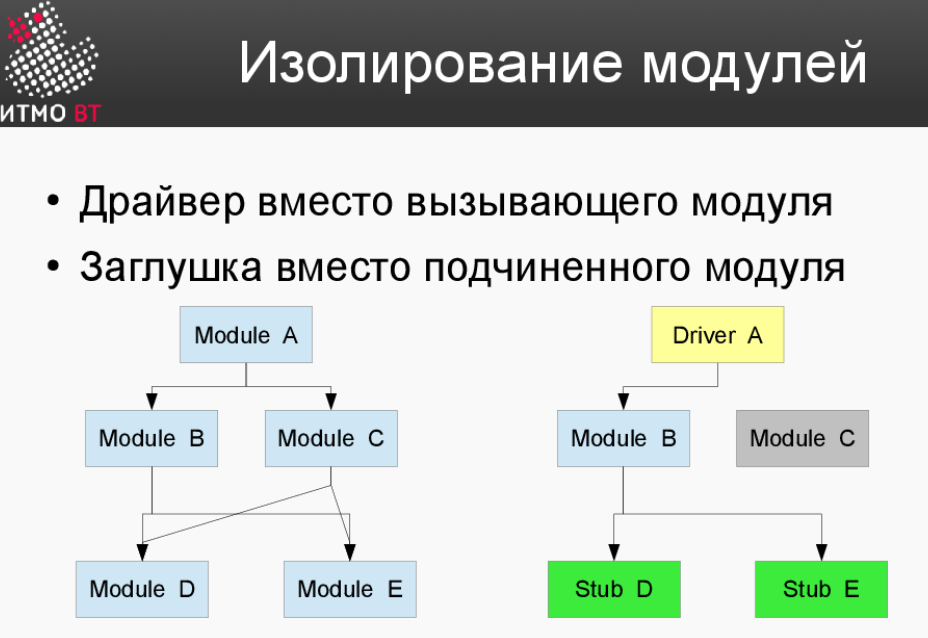 ИТМО ВТ
Изолирование модулей
• Драйвер вместо вызывающего модуля
• Заглушка вместо подчиненного модуля
Module A
Driver A
Module B
Module C
Module B
Module C
Module D
Module E
Stub D
Stub E